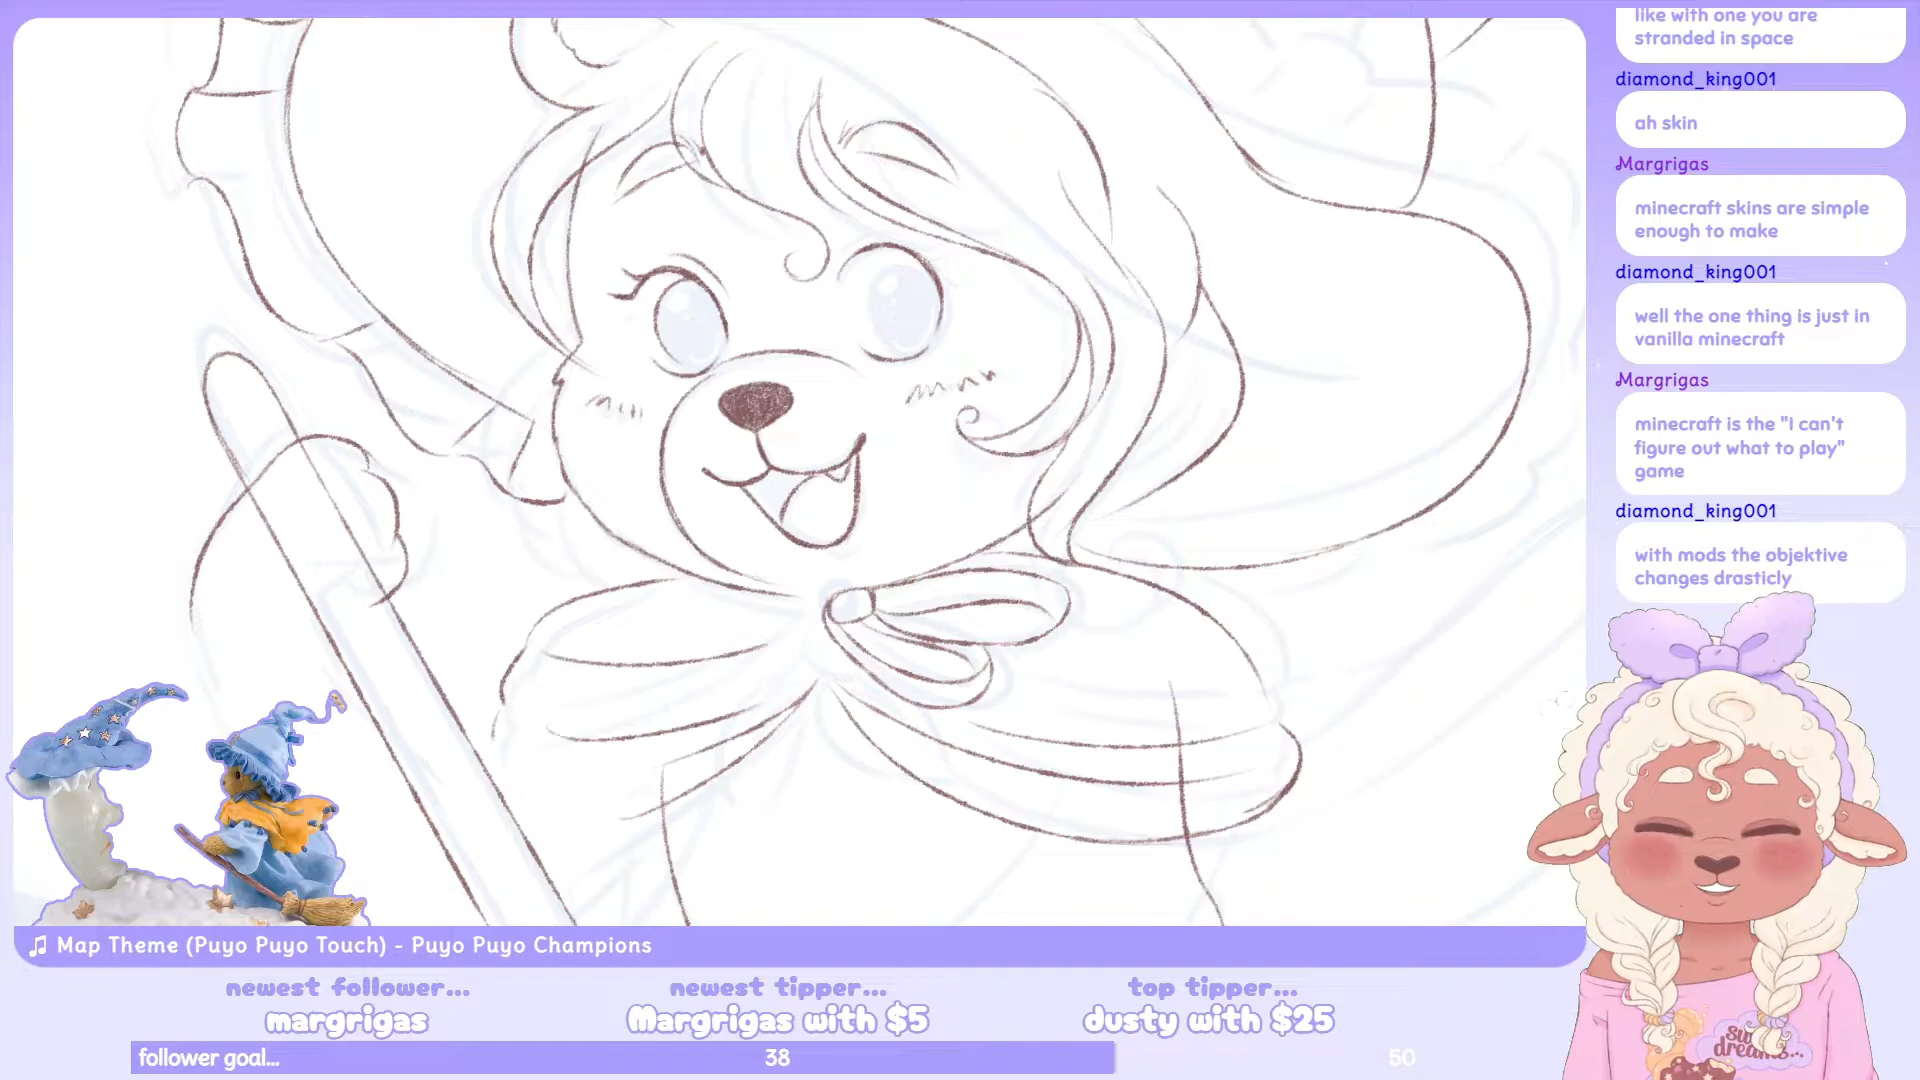 like with one you are
stranded in space
diamond_king001
ah skin
Margrigas
minecraft skins are simple
enough to make
diamond_king001
well the one thing is just in
vanilla minecraft
Margrigas
minecraft is the "I can't
figure out what to play"
game
diamond_king001
with mods the objektive
changes drasticly
♫ Map Theme (Puyo Puyo Touch) - Puyo Puyo Champions
newest follower...
margrigas
newest tipper...
Margrigas with $5
top tipper...
dusty with $25
follower goal...
38
50